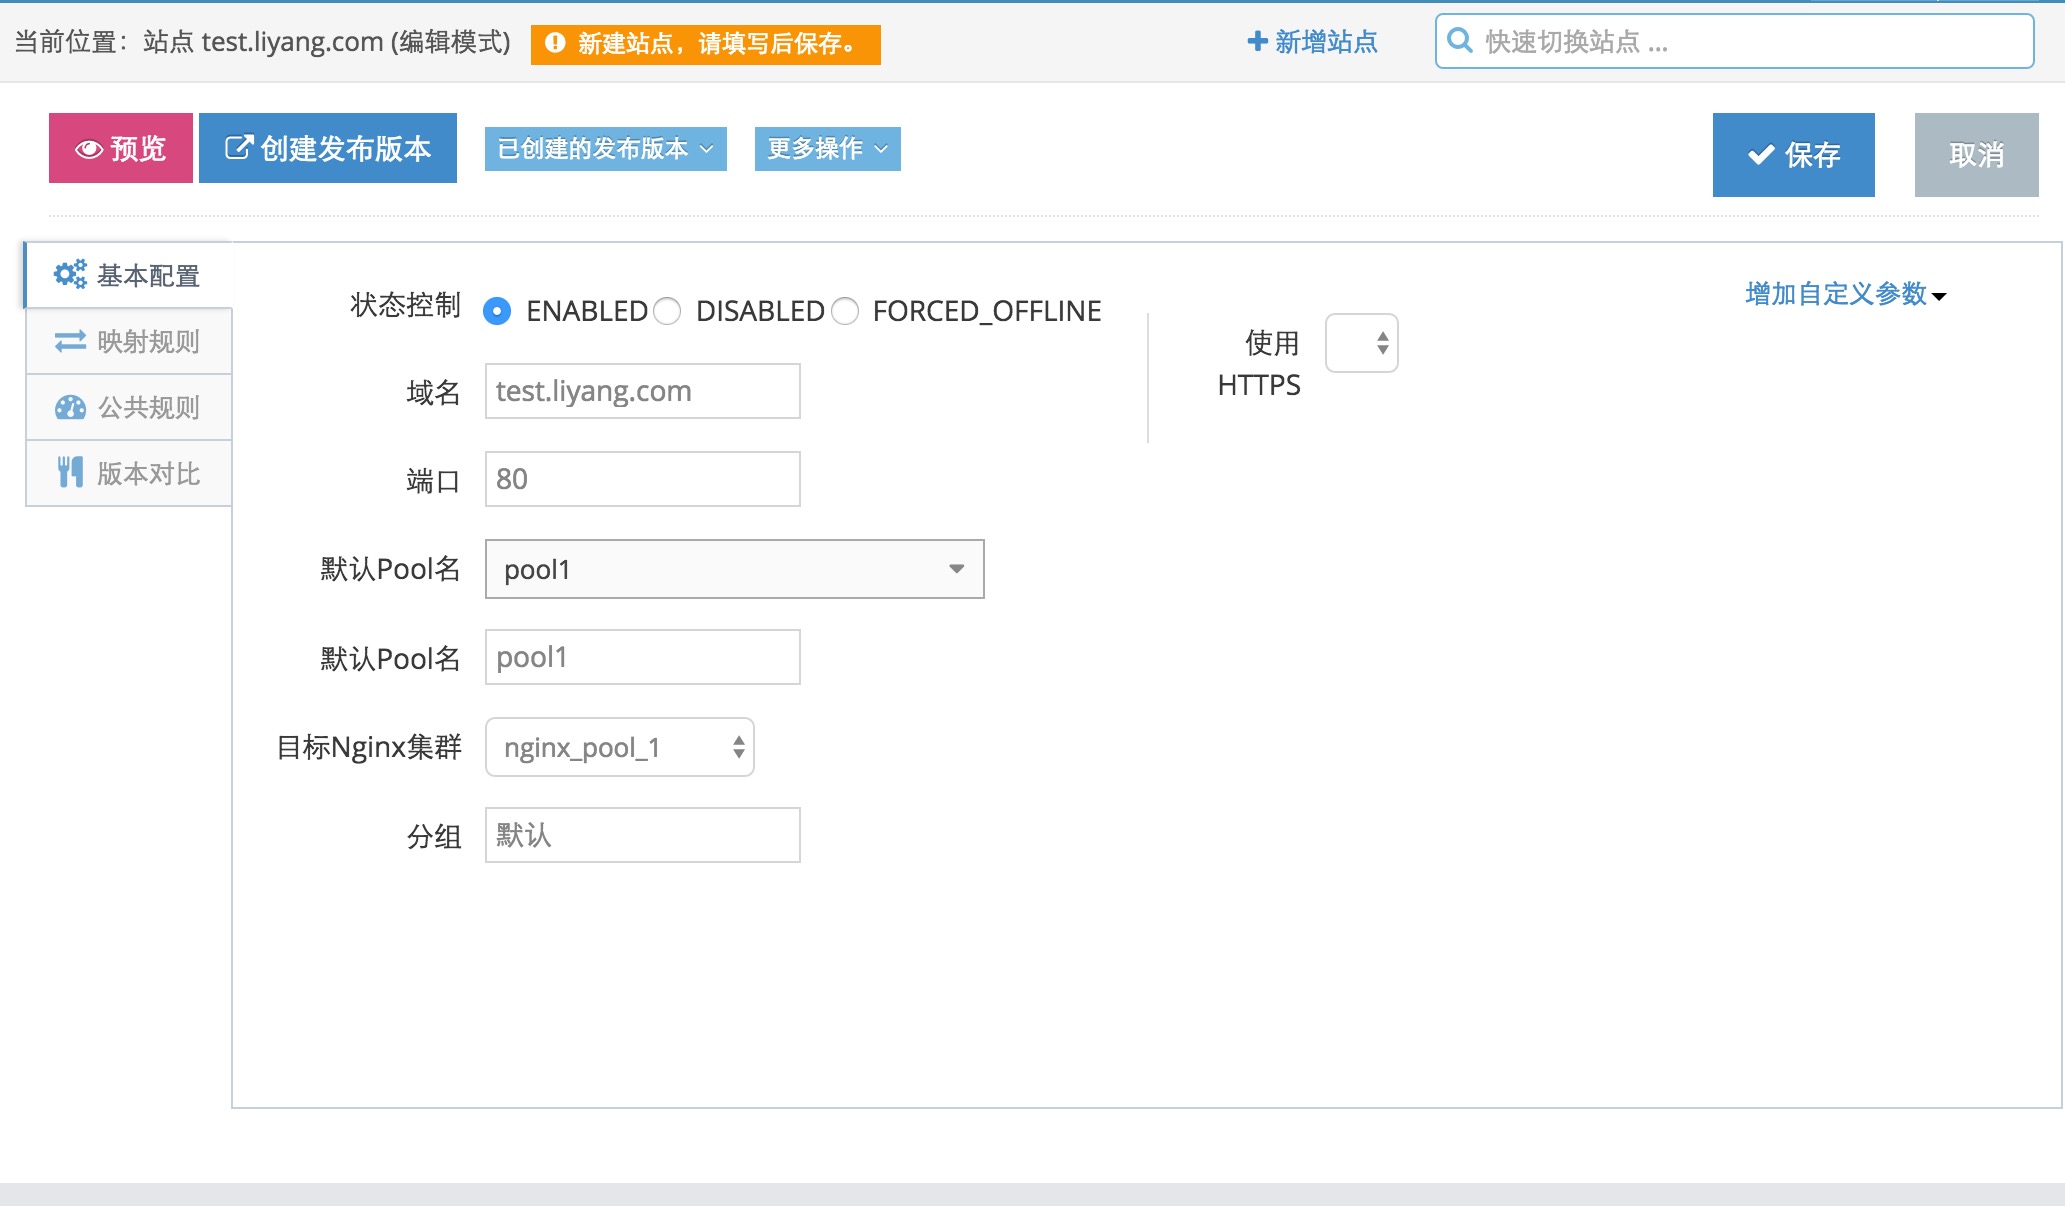 当前位置：站点 test.liyang.com (编辑模式) 新建站点，请填写后保存。 新增站点 快速切换站点 ...
预览 创建发布版本 已创建的发布版本 更多操作 保存 取消
基本配置
映射规则
公共规则
版本对比
状态控制 ENABLED DISABLED FORCED_OFFLINE
域名 test.liyang.com
端口 80
默认Pool名 pool1
默认Pool名 pool1
目标Nginx集群 nginx_pool_1
分组 默认
使用
HTTPS
增加自定义参数